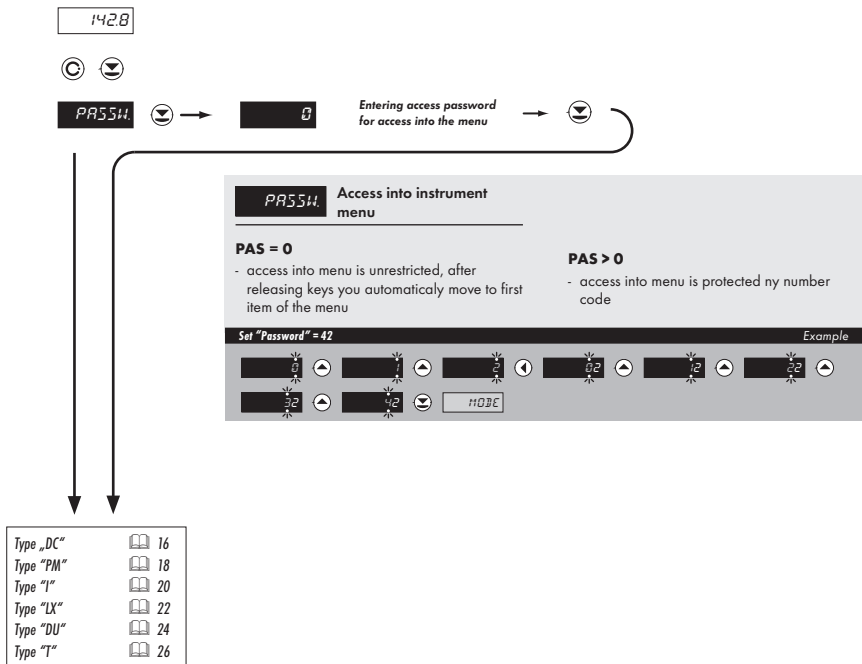 142.8
PASSW.
0
Entering access password
for access into the menu
PASSW.
Access into instrument
menu
PAS = 0
- access into menu is unrestricted, after
releasing keys you automaticaly move to first
item of the menu
PAS > 0
- access into menu is protected ny number
code
Set "Password" = 42
Example
0 1 2 02 12 22
32 42 MODE
Type „DC“ 16
Type "PM" 18
Type "I" 20
Type "LX" 22
Type "DU" 24
Type "T" 26